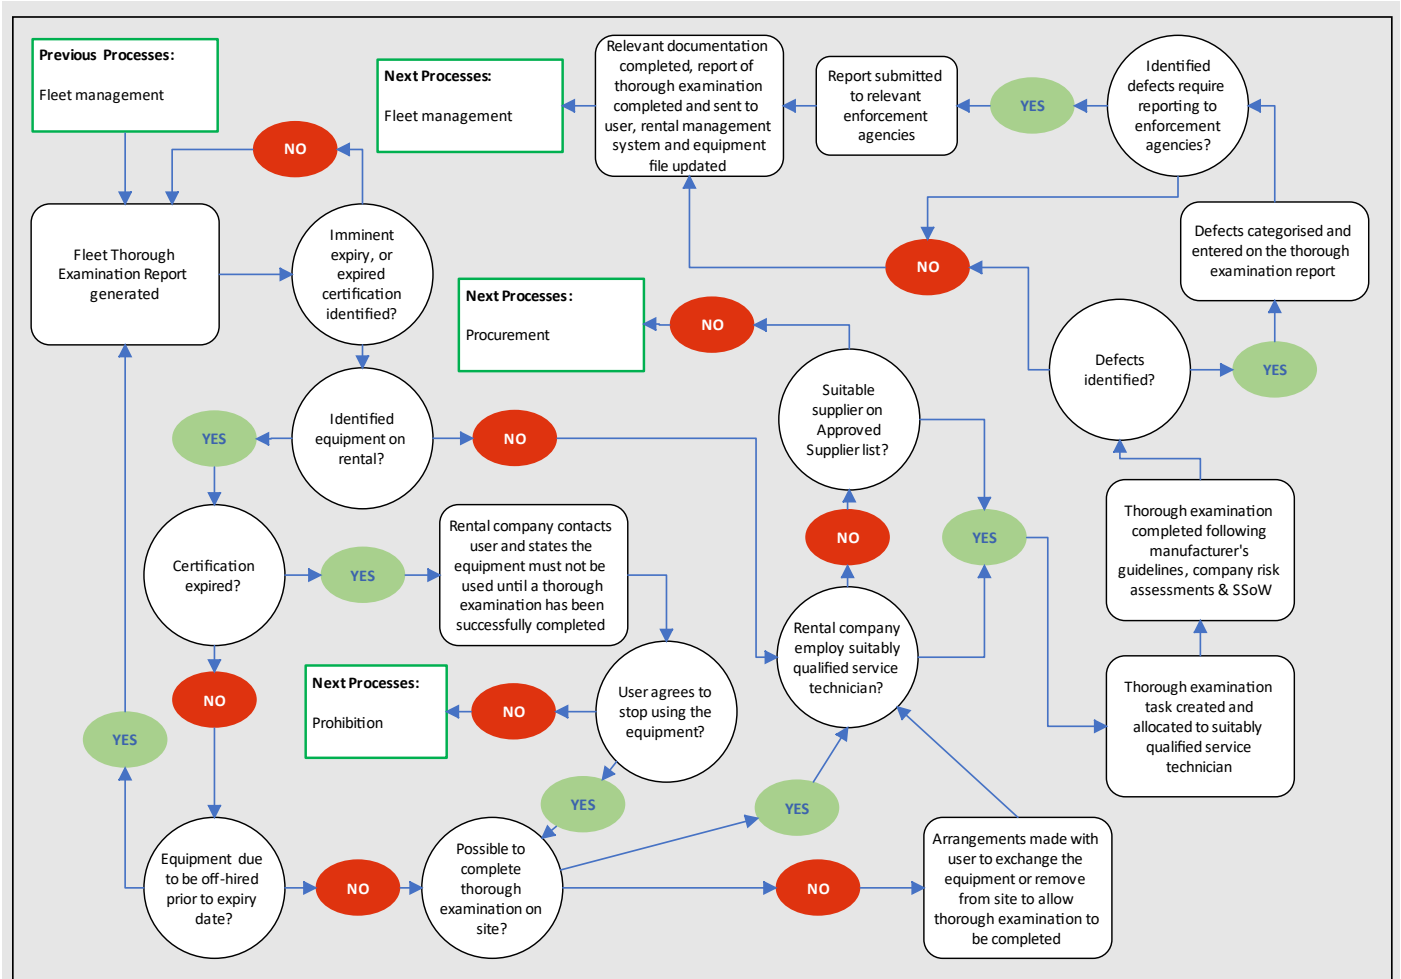 Previous Processes:
Fleet management
Next Processes:
Fleet management
Relevant documentation
completed, report of
thorough examination
completed and sent to
user, rental management
system and equipment
file updated
Report submitted
to relevant
enforcement
agencies
YES
Identified
defects require
reporting to
enforcement
agencies?
NO
Fleet Thorough
Examination Report
generated
Imminent
expiry, or
expired
certification
identified?
Defects categorised and
entered on the thorough
examination report
NO
Next Processes:
Procurement
NO
Defects
identified?
YES
Suitable
supplier on
Approved
Supplier list?
YES
Identified
equipment on
rental?
NO
Certification
expired?
YES
Rental company contacts
user and states the
equipment must not be
used until a thorough
examination has been
successfully completed
NO
YES
Thorough examination
completed following
manufacturer's
guidelines, company risk
assessments & SSoW
Rental company
employ suitably
qualified service
technician?
NO
Next Processes:
Prohibition
NO
User agrees to
stop using the
equipment?
Thorough examination
task created and
allocated to suitably
qualified service
technician
YES
YES
YES
Equipment due
to be off-hired
prior to expiry
date?
NO
Possible to
complete
thorough
examination on
site?
NO
Arrangements made with
user to exchange the
equipment or remove
from site to allow
thorough examination to
be completed